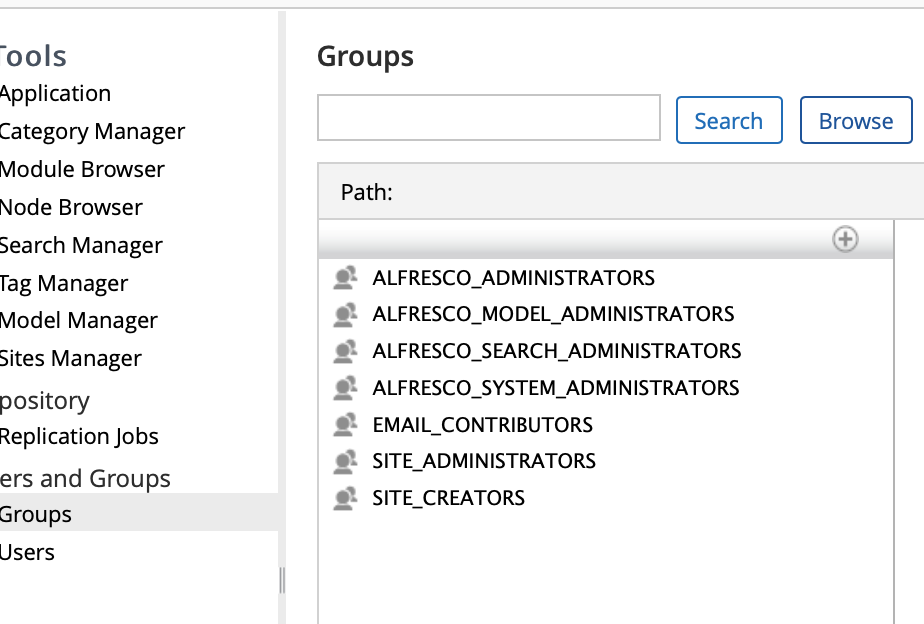 Tools
Application
Category Manager
Module Browser
Node Browser
Search Manager
Tag Manager
Model Manager
Sites Manager
pository
Replication Jobs
ers and Groups
Groups
Users
Groups
Search
Browse
Path:
ALFRESCO_ADMINISTRATORS
ALFRESCO_MODEL_ADMINISTRATORS
ALFRESCO_SEARCH_ADMINISTRATORS
ALFRESCO_SYSTEM_ADMINISTRATORS
EMAIL_CONTRIBUTORS
SITE_ADMINISTRATORS
SITE_CREATORS